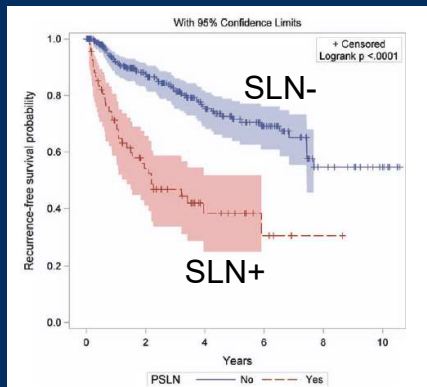 With 95% Confidence Limits
+ Censored
Logrank p <.0001
Recurrence-free survival probability
1.0
0.8
0.6
0.4
0.2
0.0
SLN-
SLN+
0 2 4 6 8 10
Years
PSLN No Yes